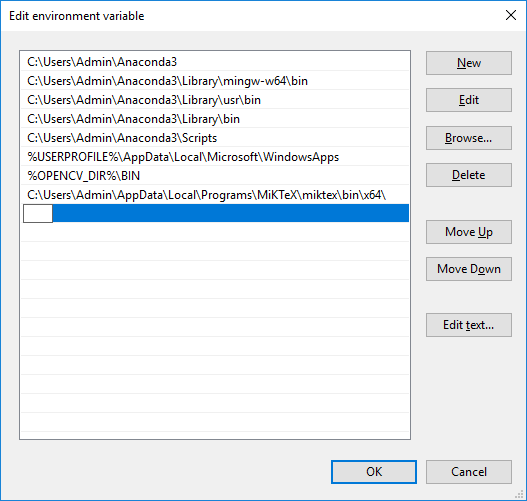 Edit environment variable
C:\Users\Admin\Anaconda3
C:\Users\Admin\Anaconda3\Library\mingw-w64\bin
C:\Users\Admin\Anaconda3\Library\usr\bin
C:\Users\Admin\Anaconda3\Library\bin
C:\Users\Admin\Anaconda3\Scripts
%USERPROFILE%\AppData\Local\Microsoft\WindowsApps
%OPENCV_DIR%\BIN
C:\Users\Admin\AppData\Local\Programs\MiKTeX\miktex\bin\x64\
New
Edit
Browse...
Delete
Move Up
Move Down
Edit text...
OK
Cancel